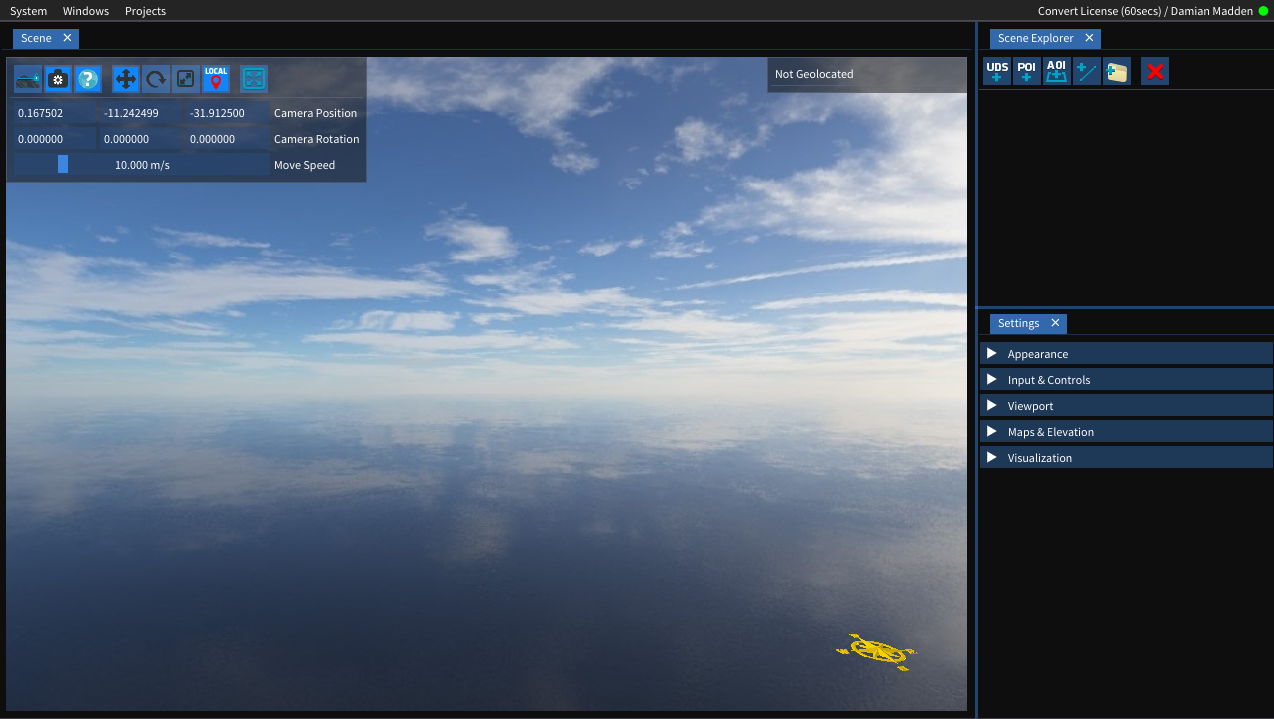 System Windows Projects Convert License (60secs) / Damian Madden
Scene
LOCAL
0.167502 -11.242499 -31.912500 Camera Position
0.000000 0.000000 0.000000 Camera Rotation
10.000 m/s Move Speed
Not Geolocated
Scene Explorer
UDS POI AOI
Settings
Appearance
Input & Controls
Viewport
Maps & Elevation
Visualization